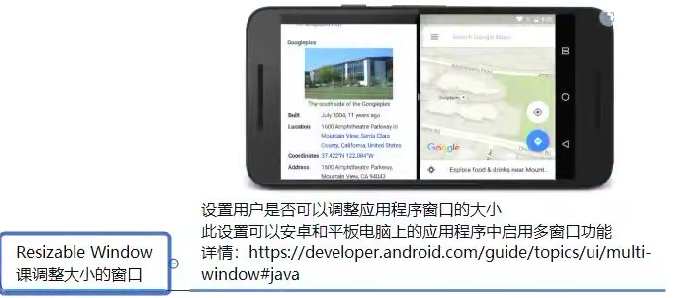 Googleplex
The southside of the Googleplex
Built July 2004; 11 years ago
Location 1600 Amphitheatre Parkway in
Mountain View, Santa Clara
County, California, United States
Coordinates 37.422°N 122.084°W
Address 1600 Amphitheatre Parkway,
Mountain View, CA 94043
Search Google Maps
Googleplex
Google
Explore food & drinks near Mount...
设置用户是否可以调整应用程序窗口的大小
此设置可以安卓和平板电脑上的应用程序中启用多窗口功能
详情：https://developer.android.com/guide/topics/ui/multi-
window#java
Resizable Window
课调整大小的窗口